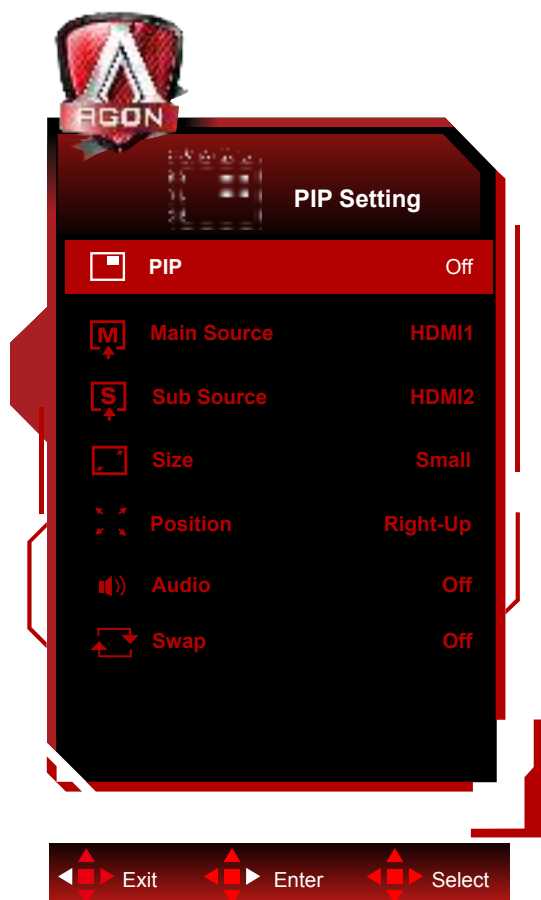 AGON
PIP Setting
PIP Off
M Main Source HDMI1
S Sub Source HDMI2
Size Small
Position Right-Up
Audio Off
Swap Off
Exit Enter Select